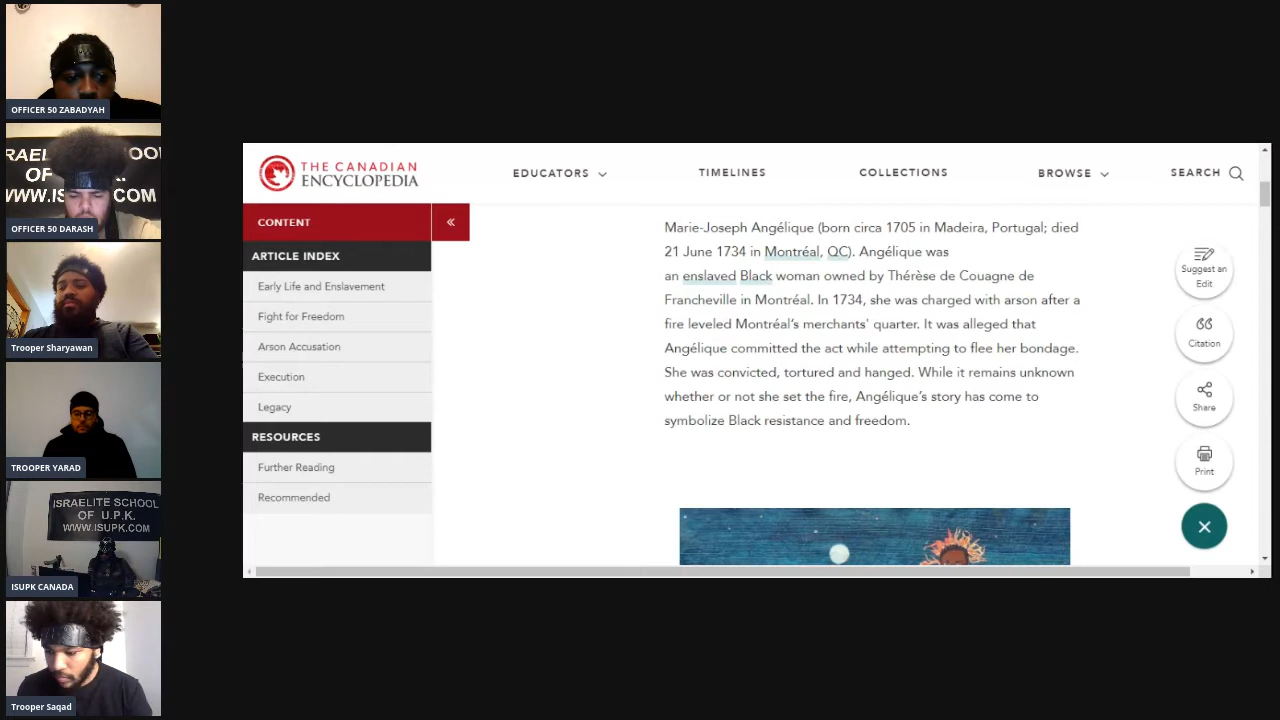 OFFICER 50 ZABADYAH
OFFICER 50 DARASH
WWW.IS
COM
Trooper Sharyawan
TROOPER YARAD
ISRAELITE SCHOOL
OF U.P.K.
WWW.ISUPK.COM
ISUPK CANADA
Trooper Saqad
THE CANADIAN
ENCYCLOPEDIA
EDUCATORS
TIMELINES
COLLECTIONS
BROWSE
SEARCH
CONTENT
«
ARTICLE INDEX
Early Life and Enslavement
Fight for Freedom
Arson Accusation
Execution
Legacy
RESOURCES
Further Reading
Recommended
Marie-Joseph Angélique (born circa 1705 in Madeira, Portugal; died
21 June 1734 in Montréal, QC). Angélique was
an enslaved Black woman owned by Thérèse de Couagne de
Francheville in Montréal. In 1734, she was charged with arson after a
fire leveled Montréal's merchants' quarter. It was alleged that
Angélique committed the act while attempting to flee her bondage.
She was convicted, tortured and hanged. While it remains unknown
whether or not she set the fire, Angélique's story has come to
symbolize Black resistance and freedom.
Suggest an
Edit
Citation
Share
Print